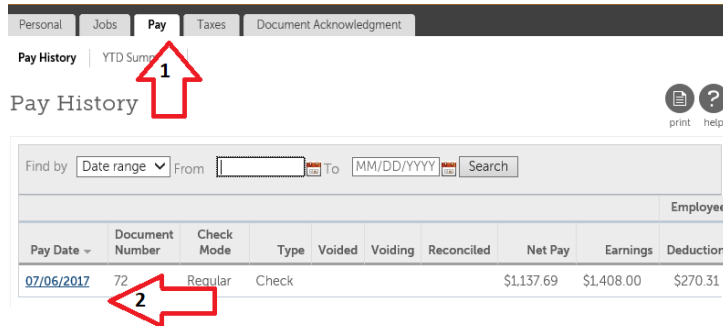 Personal Jobs Pay Taxes Document Acknowledgment
Pay History YTD Summ
1
Pay History
print help
Find by Date range From To MM/DD/YYYY Search
Employee
Pay Date Document Number Check Mode Type Voided Voiding Reconciled Net Pay Earnings Deduction
07/06/2017 72 Regular Check $1,137.69 $1,408.00 $270.31
2